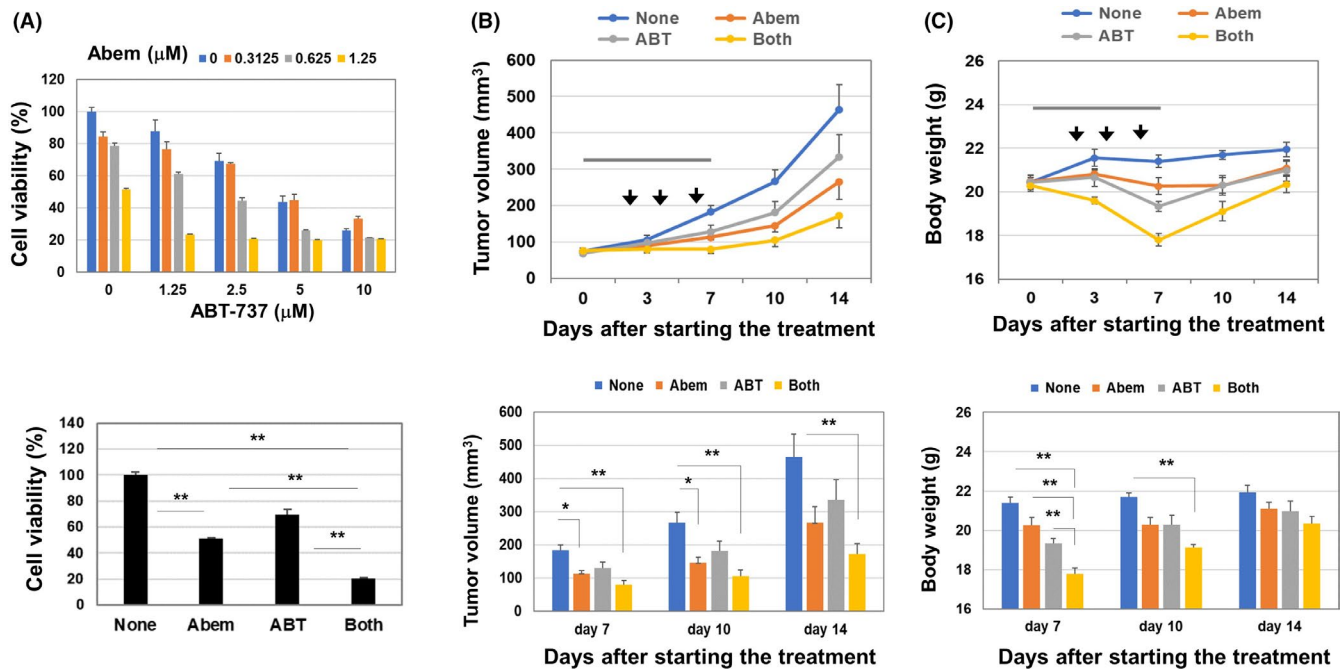 (A)
Abem (μM) 0 0.3125 0.625 1.25
Cell viability (%)
120
100
80
60
40
20
0
0 1.25 2.5 5 10
ABT-737 (μM)
Cell viability (%)
140
120
100
80
60
40
20
0
**
**
**
**
None Abem ABT Both
(B)
None Abem
ABT Both
Tumor volume (mm³)
600
500
400
300
200
100
0
0 3 7 10 14
Days after starting the treatment
None Abem ABT Both
Tumor volume (mm³)
600
500
400
300
200
100
0
* **
* **
**
day 7 day 10 day 14
Days after starting the treatment
(C)
None Abem
ABT Both
Body weight (g)
26
24
22
20
18
16
0 3 7 10 14
Days after starting the treatment
None Abem ABT Both
Body weight (g)
26
24
22
20
18
16
**
**
**
**
day 7 day 10 day 14
Days after starting the treatment